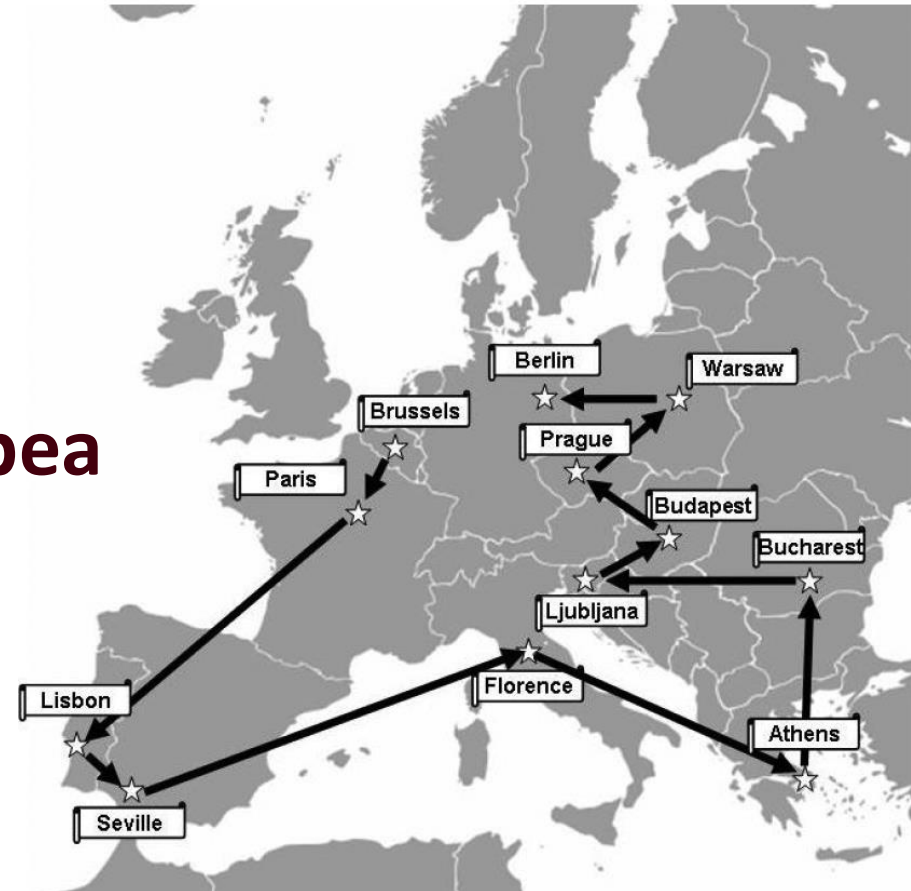 Berlin
Warsaw
Brussels
Prague
pea
Paris
Budapest
Bucharest
Ljubljana
Florence
Lisbon
Athens
Seville